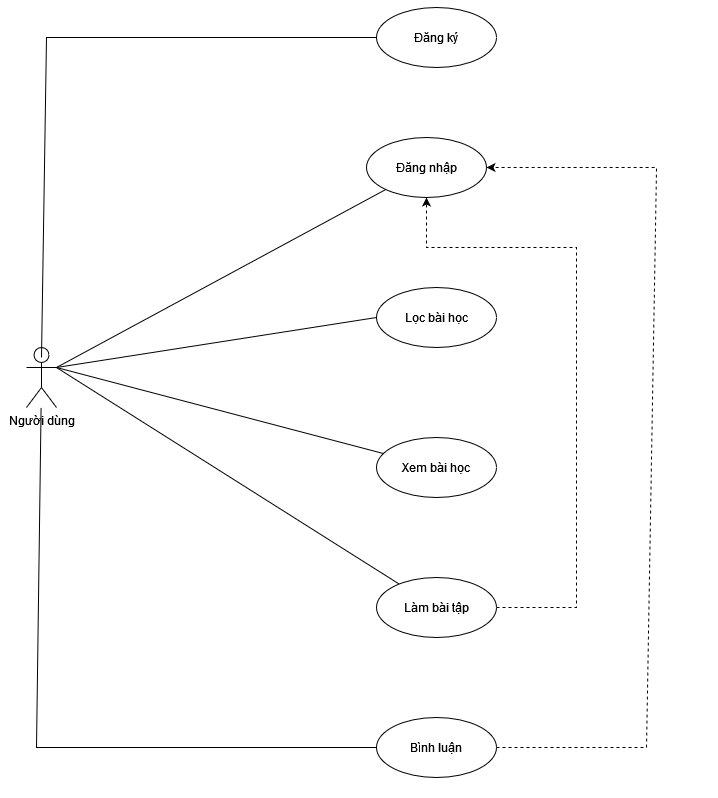 Đăng ký
Đăng nhập
Lọc bài học
Người dùng
Xem bài học
Làm bài tập
Bình luận